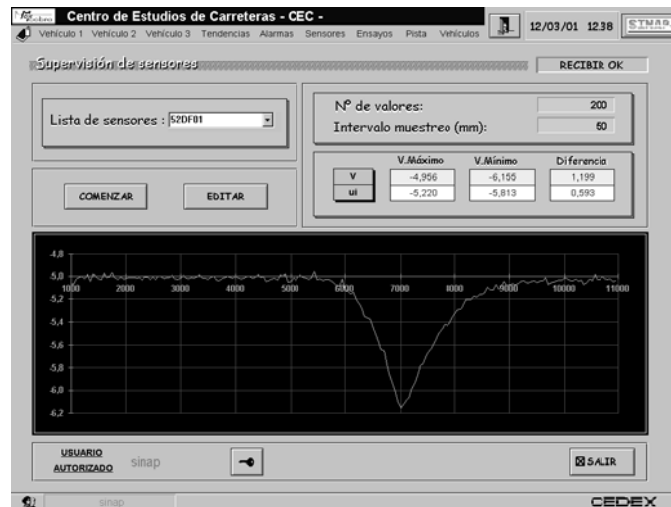 Centro de Estudios de Carreteras - CEC -
Vehículo 1 Vehículo 2 Vehículo 3 Tendencias Alarmas Sensores Ensayos Pista Vehículos 12/03/01 12:38
Supervisión de sensores RECIBIR OK
Lista de sensores : 52DF01
Nº de valores: 200
Intervalo muestreo (mm): 60
V.Máximo V.Mínimo Diferencia
V -4,956 -6,155 1,199
ui -5,220 -5,813 0,593
COMENZAR EDITAR
-4,8
-5,0
1000 2000 3000 4000 5000 6000 7000 8000 9000 10000 11000
-5,2
-5,4
-5,6
-5,8
-6,0
-6,2
USUARIO
AUTORIZADO sinap
SALIR
sinap CEDEX